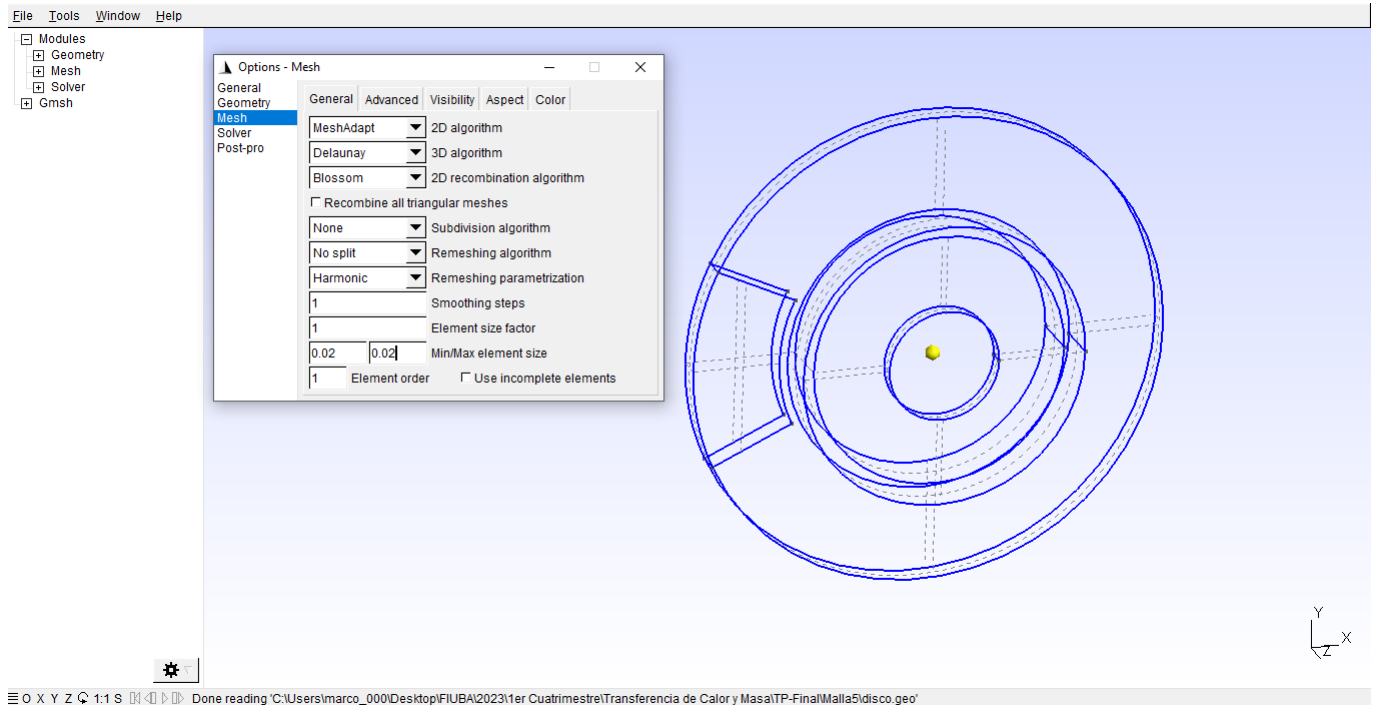 File Tools Window Help
Modules
Geometry
Mesh
Solver
Gmsh
Options - Mesh
General
Geometry
Mesh
Solver
Post-pro
General Advanced Visibility Aspect Color
MeshAdapt 2D algorithm
Delaunay 3D algorithm
Blossom 2D recombination algorithm
Recombine all triangular meshes
None Subdivision algorithm
No split Remeshing algorithm
Harmonic Remeshing parametrization
1 Smoothing steps
1 Element size factor
0.02 0.02 Min/Max element size
1 Element order Use incomplete elements
Y
X
Z
O X Y Z 1:1 S Done reading 'C:\Users\marco_000\Desktop\FIUBA\2023\1er Cuatrimestre\Transferencia de Calor y Masa\TP-Final\Malla5\disco.geo'